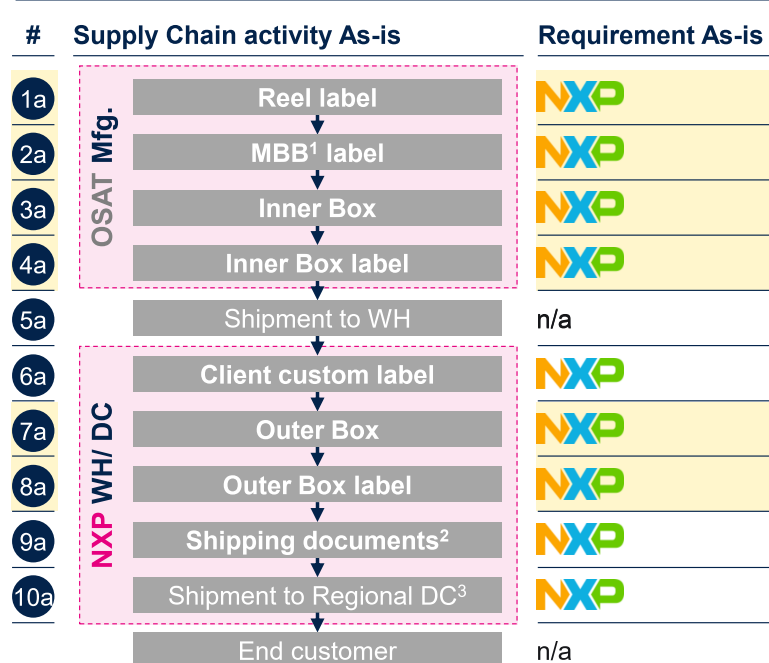 # Supply Chain activity As-is Requirement As-is
OSAT Mfg.
1a Reel label NXP
2a MBB¹ label NXP
3a Inner Box NXP
4a Inner Box label NXP
5a Shipment to WH n/a
NXP WH/ DC
6a Client custom label NXP
7a Outer Box NXP
8a Outer Box label NXP
9a Shipping documents² NXP
10a Shipment to Regional DC³ NXP
End customer n/a